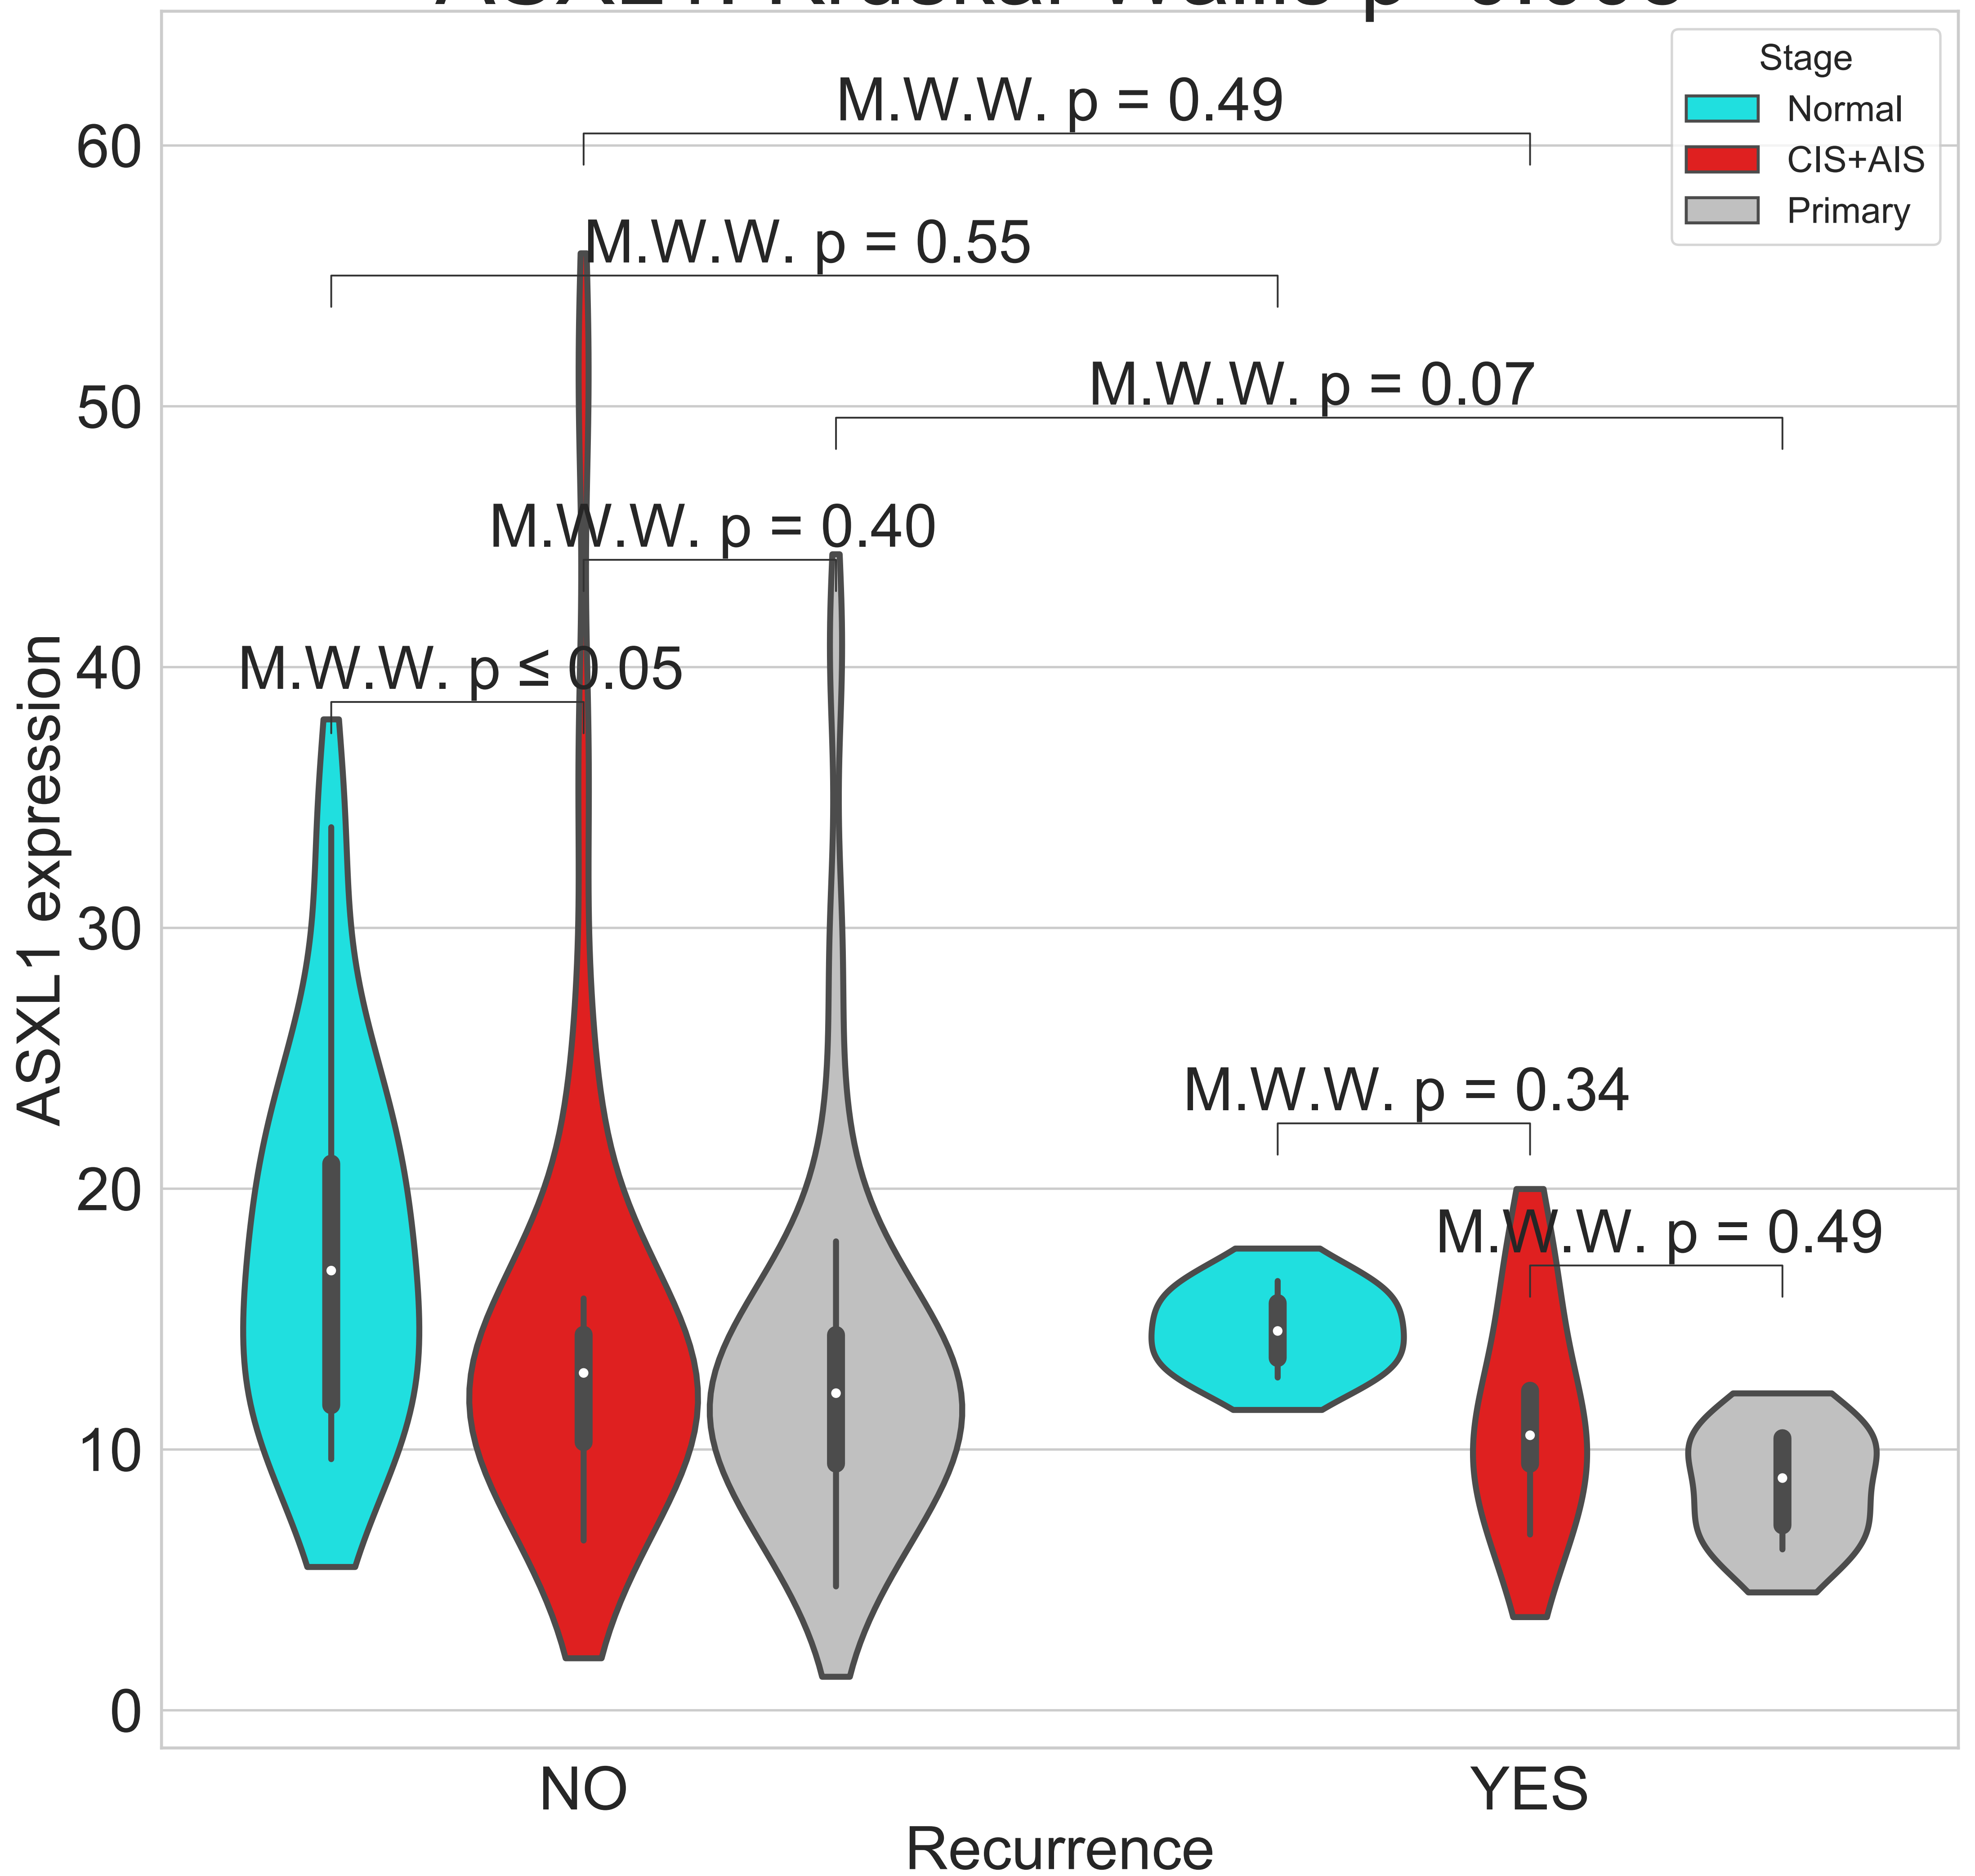 Stage
Normal
CIS+AIS
Primary
M.W.W. p = 0.49
M.W.W. p = 0.55
M.W.W. p = 0.07
M.W.W. p = 0.40
M.W.W. p ≤ 0.05
M.W.W. p = 0.34
M.W.W. p = 0.49
60
50
40
30
20
10
0
ASXL1 expression
NO
YES
Recurrence